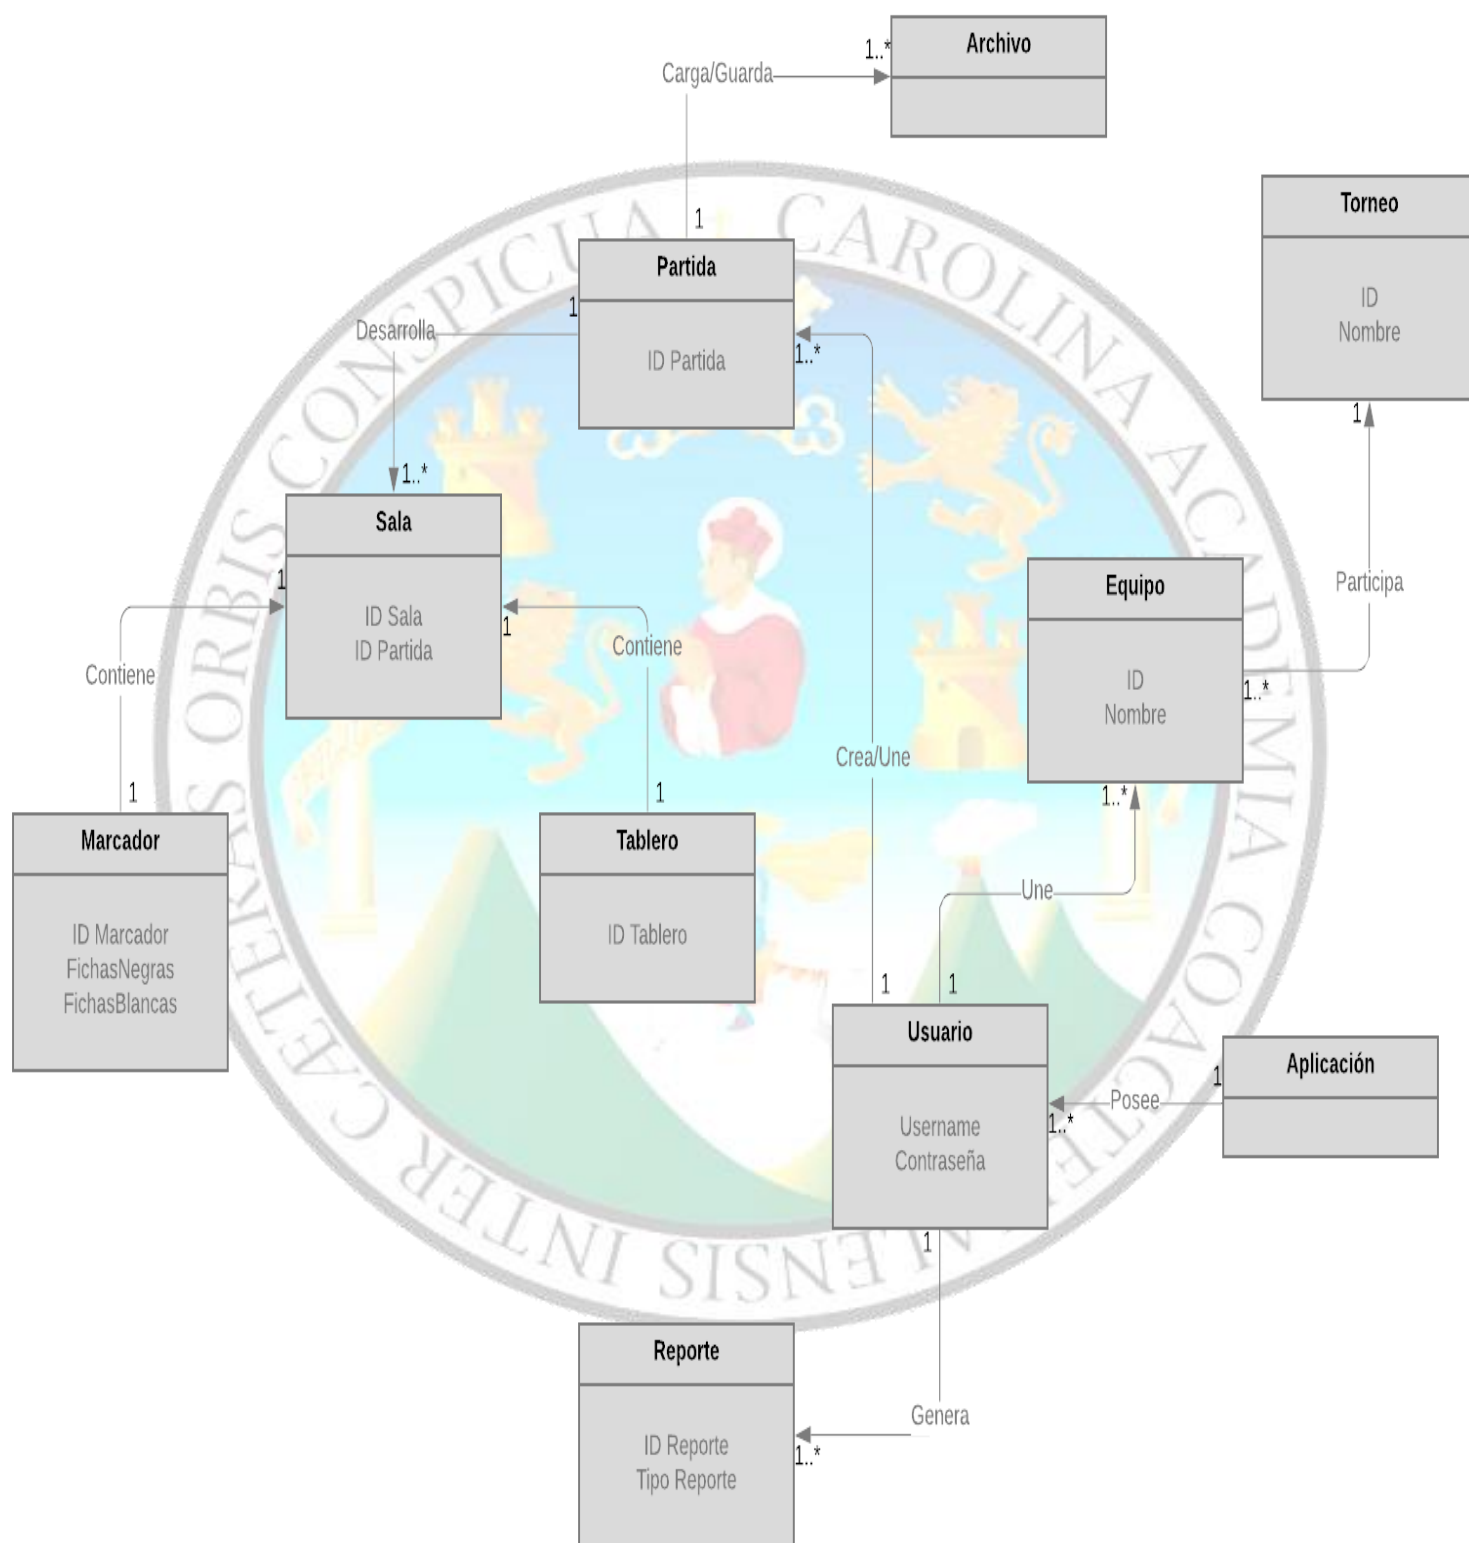 1..*
Archivo
Carga/Guarda
Torneo
ID
Nombre
1
Partida
ID Partida
1
Desarrolla
1..*
1
1..*
Sala
ID Sala
ID Partida
1
1
Contiene
Contiene
Equipo
ID
Nombre
1..*
Participa
Crea/Une
1..*
1
Marcador
ID Marcador
FichasNegras
FichasBlancas
1
Tablero
ID Tablero
Une
1
1
Usuario
Username
Contraseña
1
Posee
1..*
1
Aplicación
Reporte
ID Reporte
Tipo Reporte
Genera
1..*
CAROLINA ACADEMIA COACTEMALENSIS INTER CÆTERAS ORBIS CONSPICUA